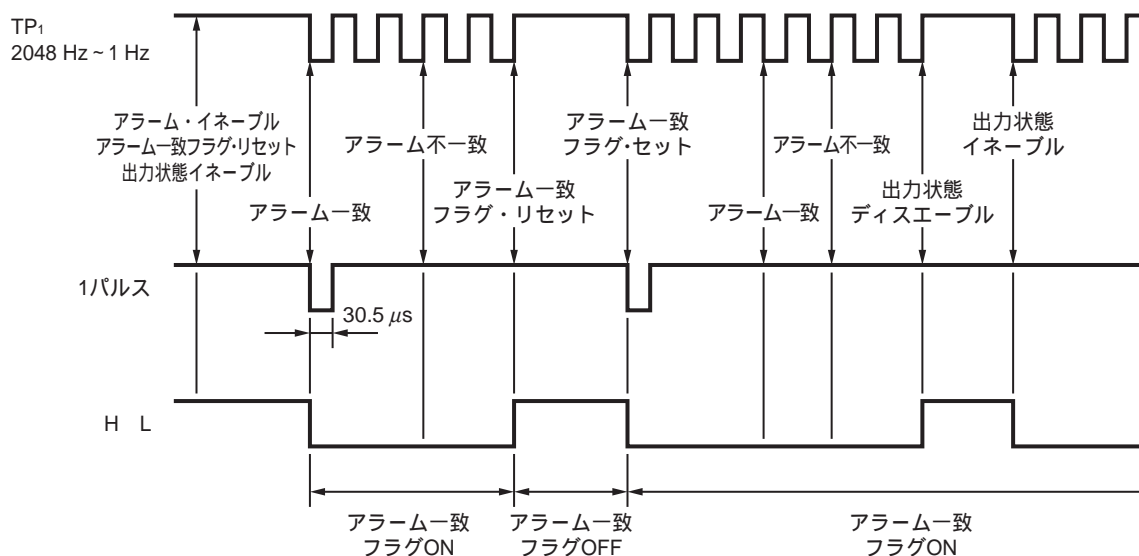 TP1
2048 Hz ~ 1 Hz
アラーム・イネーブル
アラーム一致フラグ・リセット
出力状態イネーブル
アラーム一致
アラーム不一致
アラーム一致
フラグ・リセット
アラーム一致
フラグ・セット
アラーム一致
アラーム不一致
出力状態
ディスエーブル
出力状態
イネーブル
1パルス
30.5 μs
H L
アラーム一致
フラグON
アラーム一致
フラグOFF
アラーム一致
フラグON